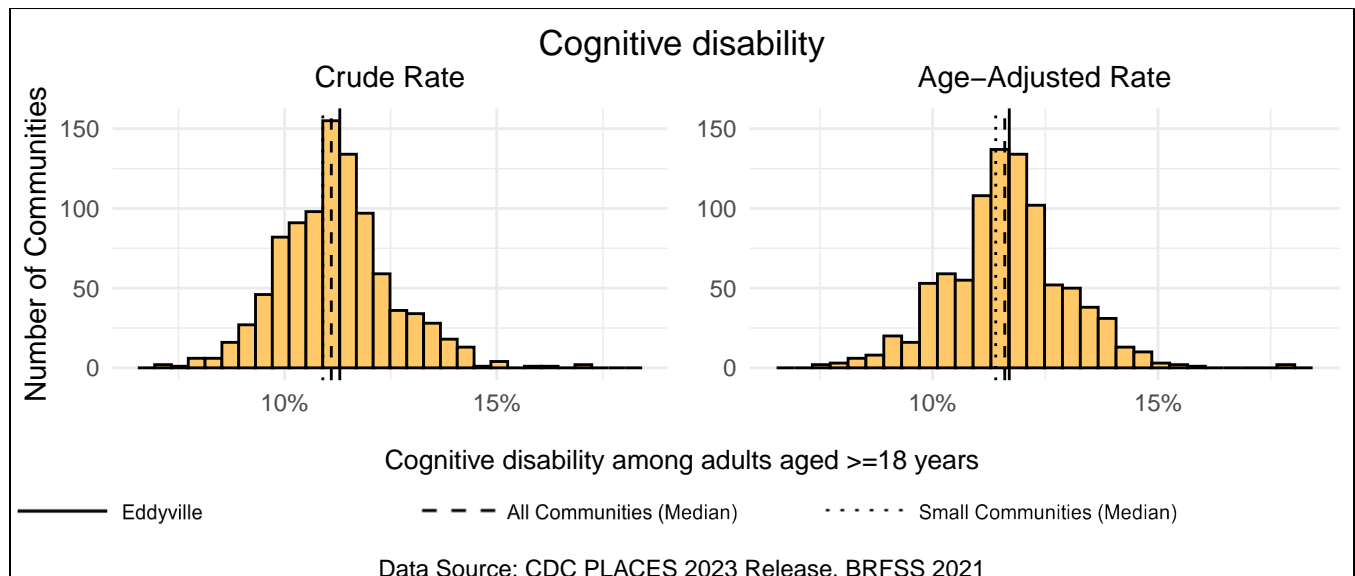 Cognitive disability
Crude Rate
Age−Adjusted Rate
Number of Communities
150
100
50
0
10%
15%
150
100
50
0
10%
15%
Cognitive disability among adults aged >=18 years
Eddyville
All Communities (Median)
Small Communities (Median)
Data Source: CDC PLACES 2023 Release, BRFSS 2021